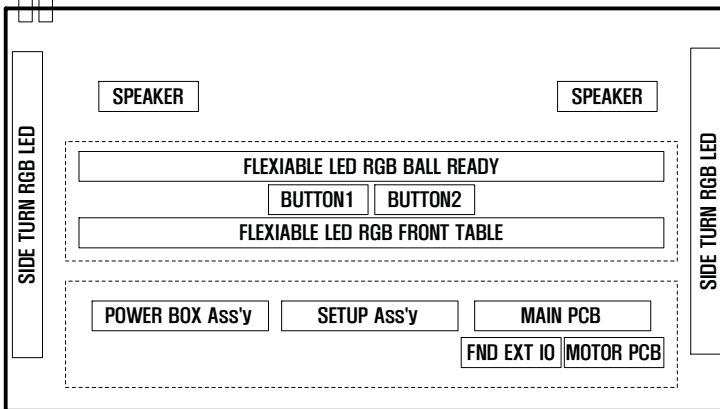 SIDE TURN RGB LED
SPEAKER
SPEAKER
FLEXIABLE LED RGB BALL READY
BUTTON1
BUTTON2
FLEXIABLE LED RGB FRONT TABLE
POWER BOX Ass'y
SETUP Ass'y
MAIN PCB
FND EXT IO
MOTOR PCB
SIDE TURN RGB LED